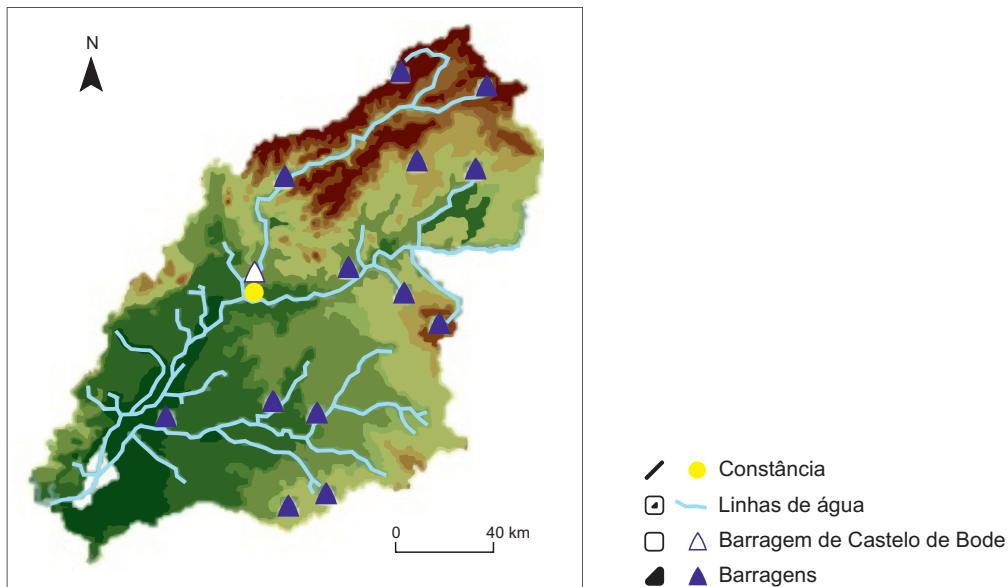 N
0 40 km
Constância
Linhas de água
Barragem de Castelo de Bode
Barragens